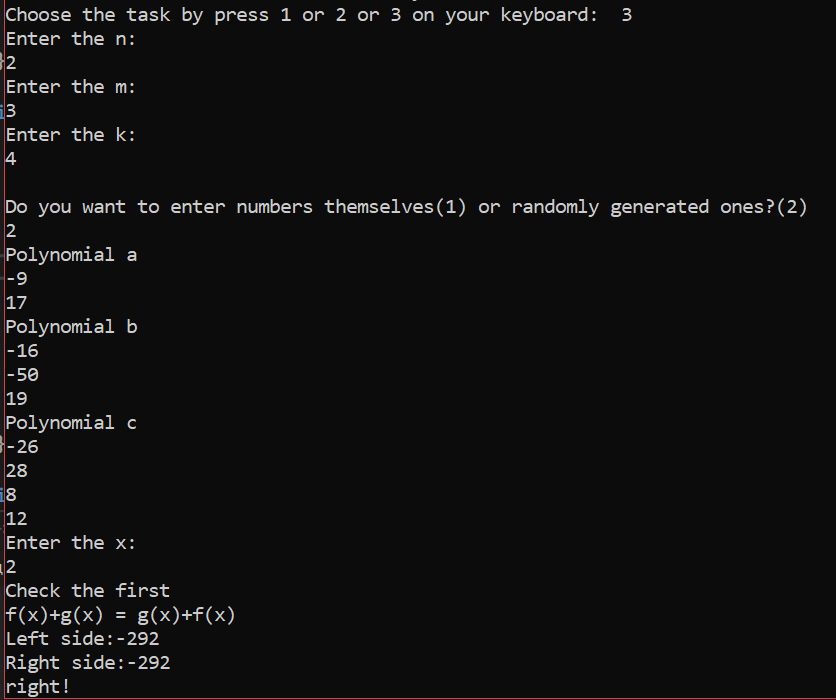 Choose the task by press 1 or 2 or 3 on your keyboard:  3
Enter the n:
2
Enter the m:
3
Enter the k:
4
Do you want to enter numbers themselves(1) or randomly generated ones?(2)
2
Polynomial a
-9
17
Polynomial b
-16
-50
19
Polynomial c
-26
28
8
12
Enter the x:
2
Check the first
f(x)+g(x) = g(x)+f(x)
Left side:-292
Right side:-292
right!